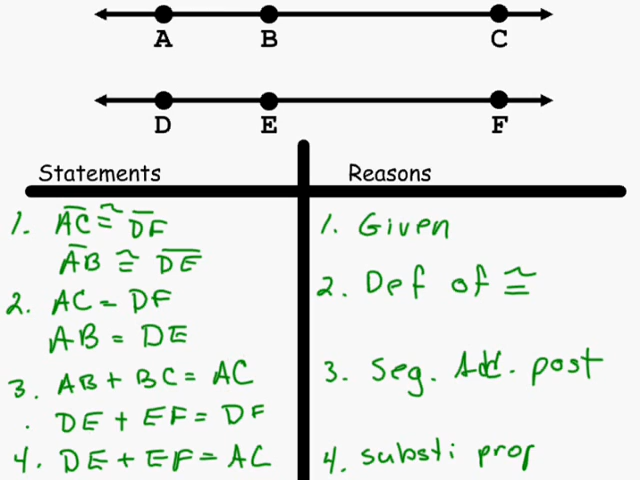 A B C
D E F
Statements Reasons
1. AC ≅ DF 1. Given
AB ≅ DE
2. AC = DF 2. Def of ≅
AB = DE
3. AB + BC = AC 3. Seg. Add. post
DE + EF = DF
4. DE + EF = AC 4. substi prop